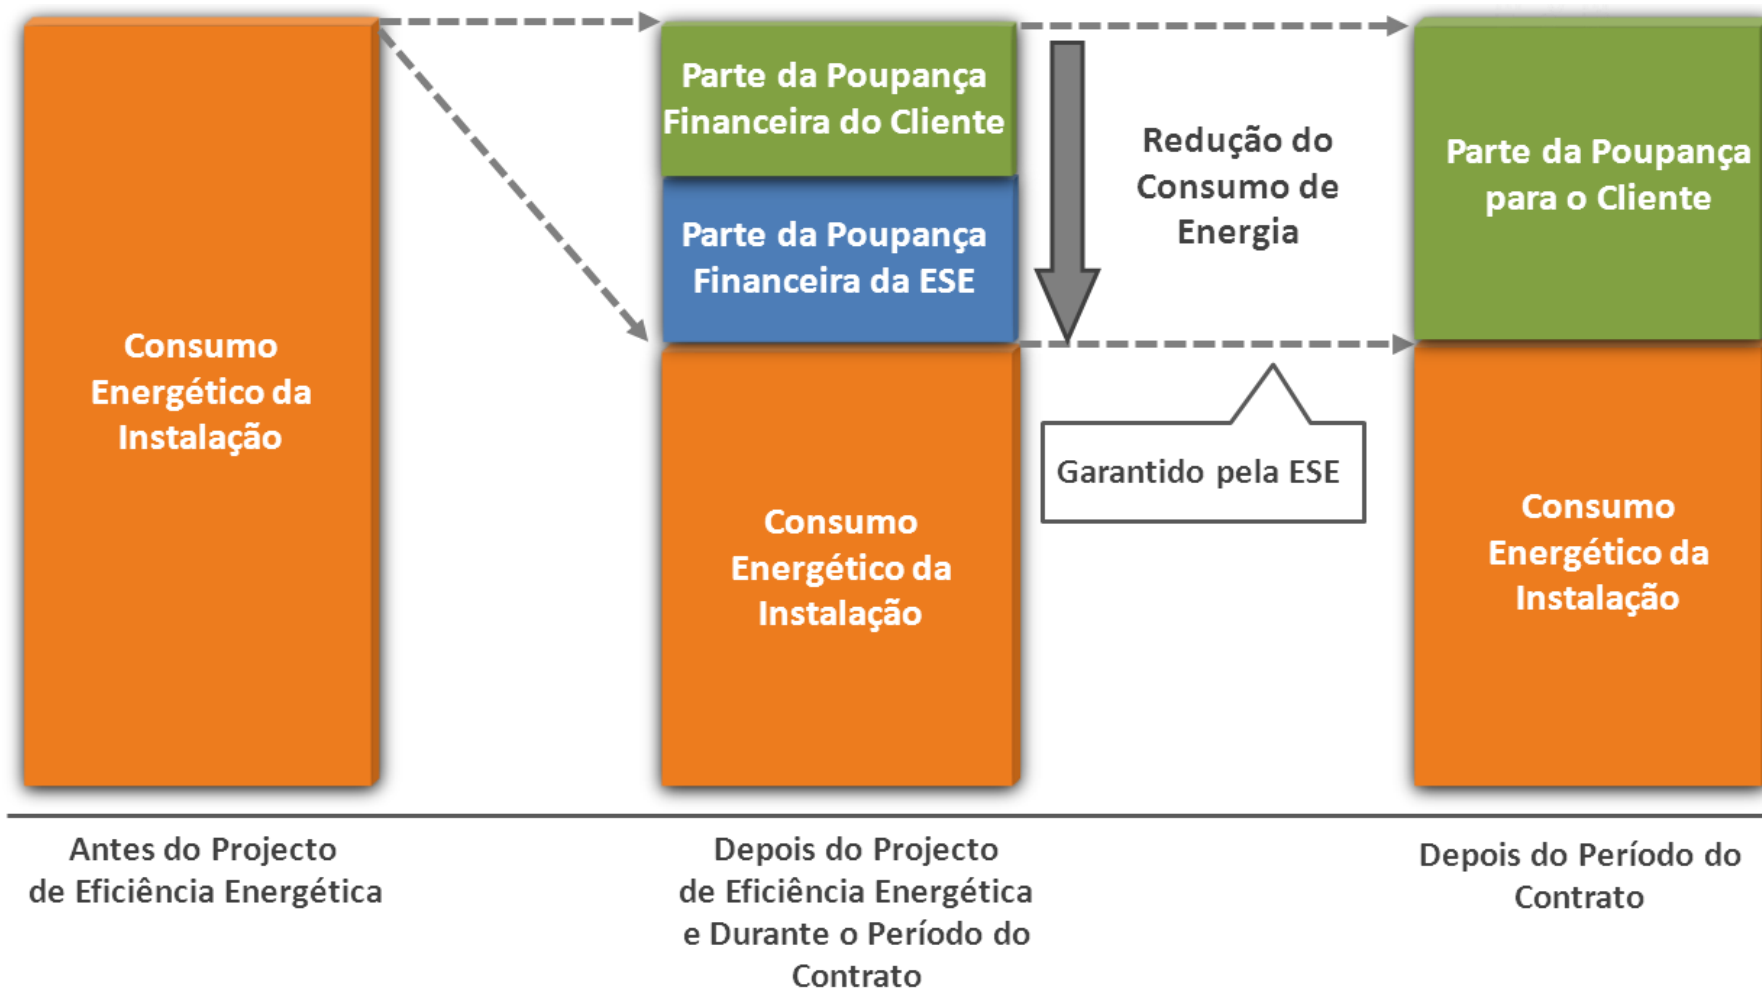 Consumo
Energético da
Instalação
Parte da Poupança
Financeira do Cliente
Parte da Poupança
Financeira da ESE
Consumo
Energético da
Instalação
Redução do
Consumo de
Energia
Garantido pela ESE
Parte da Poupança
para o Cliente
Consumo
Energético da
Instalação
Antes do Projecto
de Eficiência Energética
Depois do Projecto
de Eficiência Energética
e Durante o Período do
Contrato
Depois do Período do
Contrato